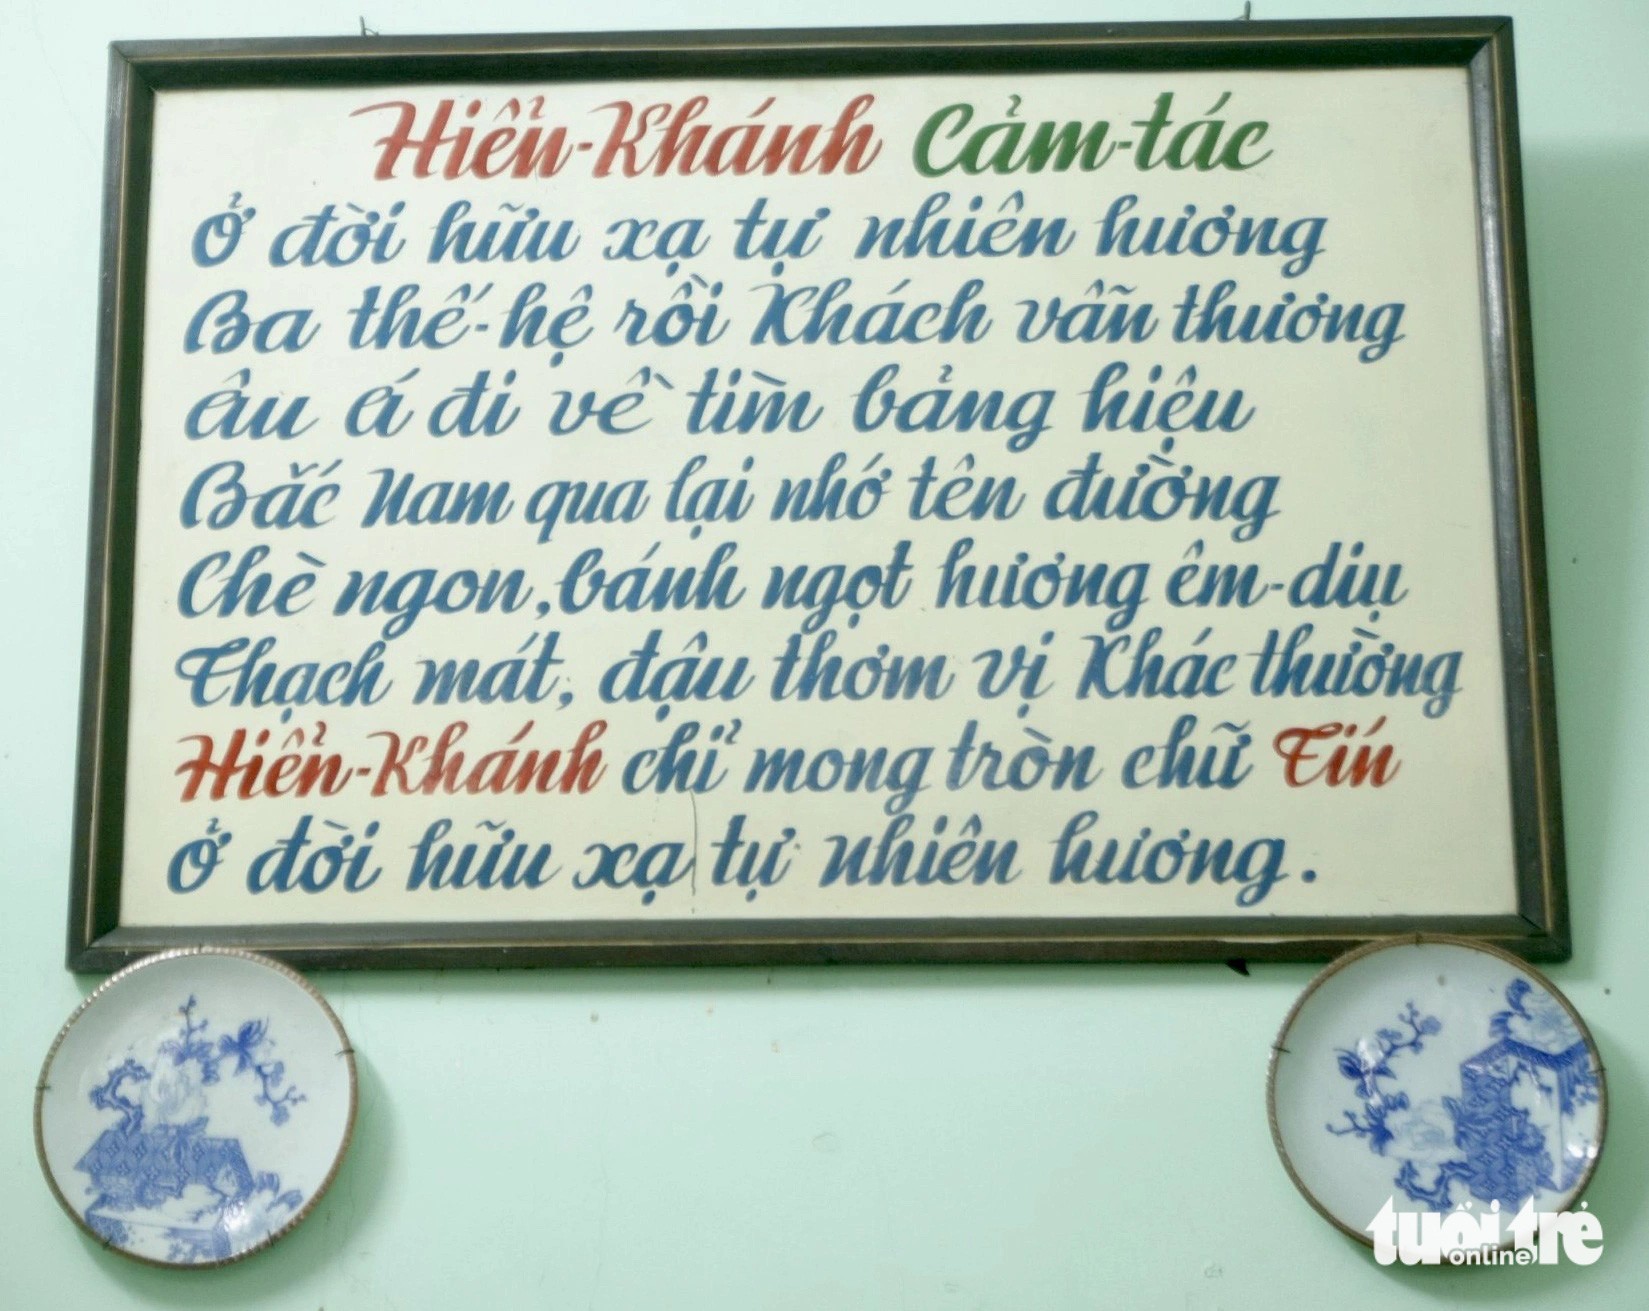 Hiển-Khánh Cảm-tác
Ở đời hữu xạ tự nhiên hương
Ba thế-hệ rồi Khách vẫn thương
Âu Á đi về tìm bảng hiệu
Bắc Nam qua lại nhớ tên đường
Chè ngon, bánh ngọt hương êm-dịu
Thạch mát, đậu thơm vị Khác thường
Hiển-Khánh chỉ mong tròn chữ Tín
Ở đời hữu xạ tự nhiên hương.
tuổi trẻ
online